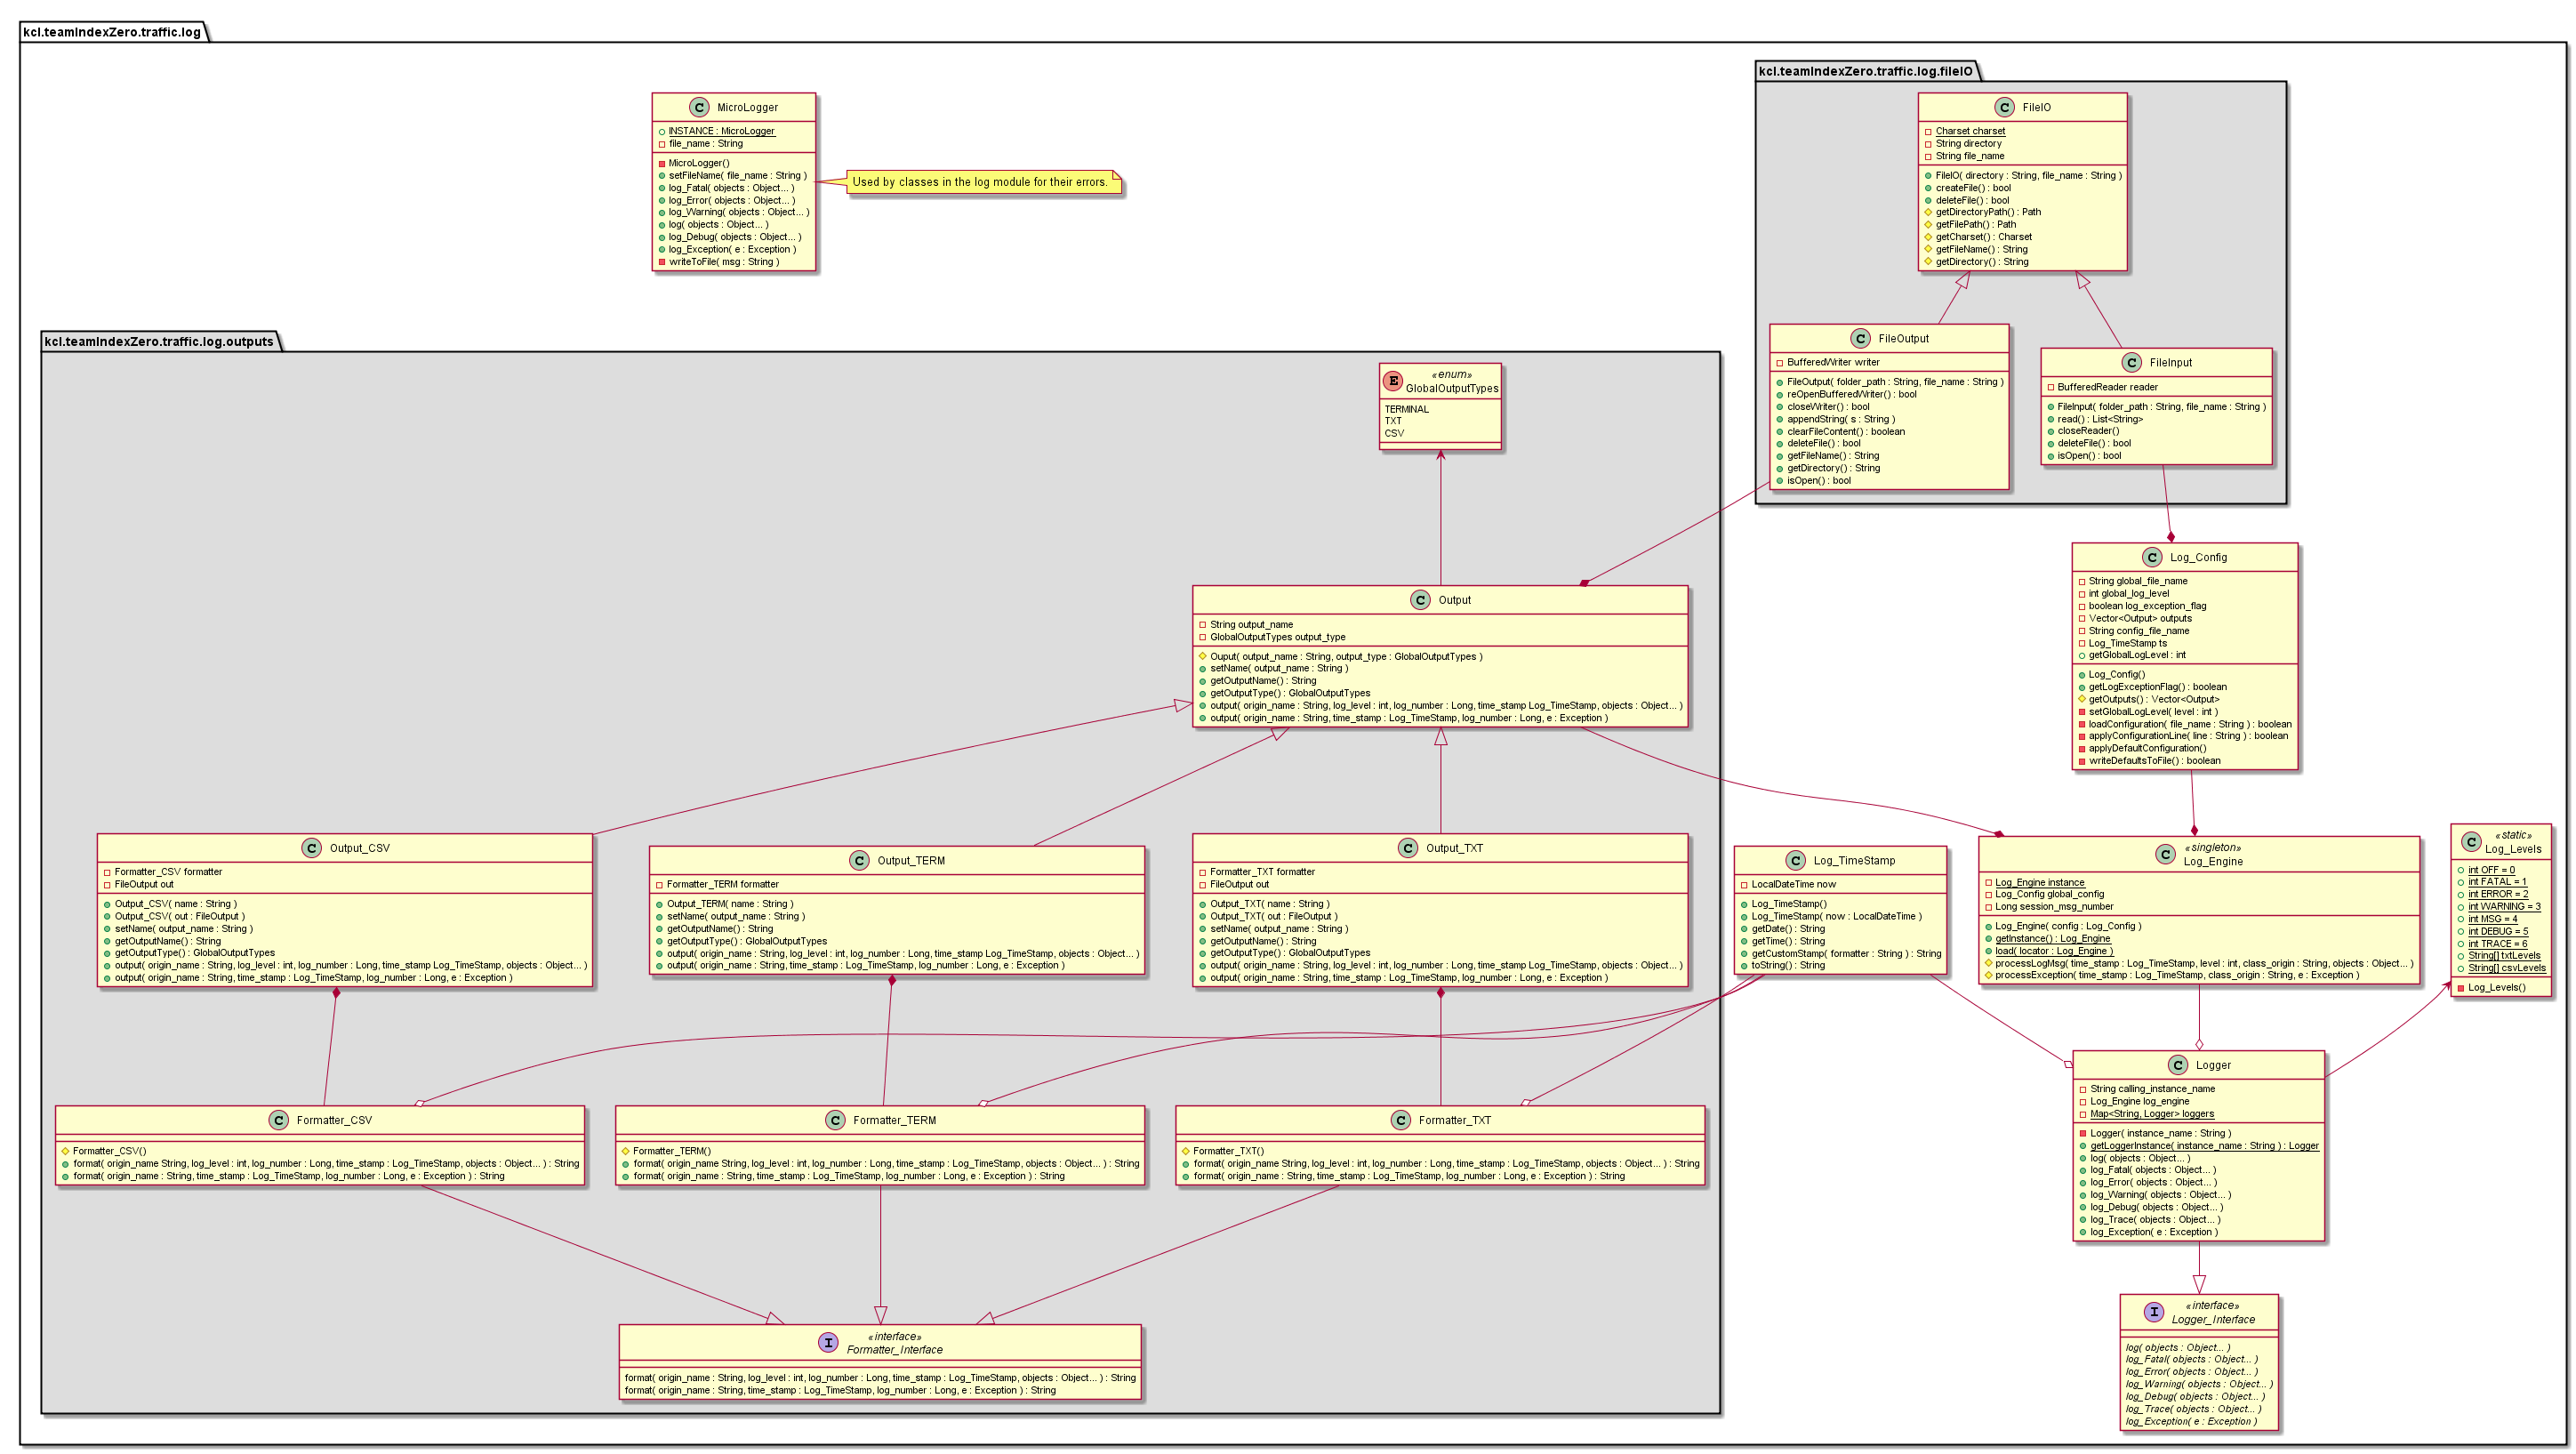 kcl.teamIndexZero.traffic.log
kcl.teamIndexZero.traffic.log.fileIO
C MicroLogger
INSTANCE : MicroLogger
file_name : String
MicroLogger()
setFileName( file_name : String )
log_Fatal( objects : Object... )
log_Error( objects : Object... )
log_Warning( objects : Object... )
log( objects : Object... )
log_Debug( objects : Object... )
log_Exception( e : Exception )
writeToFile( msg : String )
Used by classes in the log module for their errors.
C FileIO
Charset charset
String directory
String file_name
FileIO( directory : String, file_name : String )
createFile() : bool
deleteFile() : bool
getDirectoryPath() : Path
getFilePath() : Path
getCharset() : Charset
getFileName() : String
getDirectory() : String
C FileOutput
BufferedWriter writer
FileOutput( folder_path : String, file_name : String )
reOpenBufferedWriter() : bool
closeWriter() : bool
appendString( s : String )
clearFileContent() : boolean
deleteFile() : bool
getFileName() : String
getDirectory() : String
isOpen() : bool
C FileInput
BufferedReader reader
FileInput( folder_path : String, file_name : String )
read() : List<String>
closeReader()
deleteFile() : bool
isOpen() : bool
kcl.teamIndexZero.traffic.log.outputs
E «enum»
GlobalOutputTypes
TERMINAL
TXT
CSV
C Output
String output_name
GlobalOutputTypes output_type
Ouput( output_name : String, output_type : GlobalOutputTypes )
setName( output_name : String )
getOutputName() : String
getOutputType() : GlobalOutputTypes
output( origin_name : String, log_level : int, log_number : Long, time_stamp Log_TimeStamp, objects : Object... )
output( origin_name : String, time_stamp : Log_TimeStamp, log_number : Long, e : Exception )
C Log_Config
String global_file_name
int global_log_level
boolean log_exception_flag
Vector<Output> outputs
String config_file_name
Log_TimeStamp ts
getGlobalLogLevel : int
Log_Config()
getLogExceptionFlag() : boolean
getOutputs() : Vector<Output>
setGlobalLogLevel( level : int )
loadConfiguration( file_name : String ) : boolean
applyConfigurationLine( line : String ) : boolean
applyDefaultConfiguration()
writeDefaultsToFile() : boolean
C Output_CSV
Formatter_CSV formatter
FileOutput out
Output_CSV( name : String )
Output_CSV( out : FileOutput )
setName( output_name : String )
getOutputName() : String
getOutputType() : GlobalOutputTypes
output( origin_name : String, log_level : int, log_number : Long, time_stamp Log_TimeStamp, objects : Object... )
output( origin_name : String, time_stamp : Log_TimeStamp, log_number : Long, e : Exception )
C Output_TERM
Formatter_TERM formatter
Output_TERM( name : String )
setName( output_name : String )
getOutputName() : String
getOutputType() : GlobalOutputTypes
output( origin_name : String, log_level : int, log_number : Long, time_stamp Log_TimeStamp, objects : Object... )
output( origin_name : String, time_stamp : Log_TimeStamp, log_number : Long, e : Exception )
C Output_TXT
Formatter_TXT formatter
FileOutput out
Output_TXT( name : String )
Output_TXT( out : FileOutput )
setName( output_name : String )
getOutputName() : String
getOutputType() : GlobalOutputTypes
output( origin_name : String, log_level : int, log_number : Long, time_stamp Log_TimeStamp, objects : Object... )
output( origin_name : String, time_stamp : Log_TimeStamp, log_number : Long, e : Exception )
C Log_TimeStamp
LocalDateTime now
Log_TimeStamp()
Log_TimeStamp( now : LocalDateTime )
getDate() : String
getTime() : String
getCustomStamp( formatter : String ) : String
toString() : String
C «singleton»
Log_Engine
Log_Engine instance
Log_Config global_config
Long session_msg_number
Log_Engine( config : Log_Config )
getInstance() : Log_Engine
load( locator : Log_Engine )
processLogMsg( time_stamp : Log_TimeStamp, level : int, class_origin : String, objects : Object... )
processException( time_stamp : Log_TimeStamp, class_origin : String, e : Exception )
C «static»
Log_Levels
int OFF = 0
int FATAL = 1
int ERROR = 2
int WARNING = 3
int MSG = 4
int DEBUG = 5
int TRACE = 6
String[] txtLevels
String[] csvLevels
Log_Levels()
C Formatter_CSV
Formatter_CSV()
format( origin_name String, log_level : int, log_number : Long, time_stamp : Log_TimeStamp, objects : Object... ) : String
format( origin_name : String, time_stamp : Log_TimeStamp, log_number : Long, e : Exception ) : String
C Formatter_TERM
Formatter_TERM()
format( origin_name String, log_level : int, log_number : Long, time_stamp : Log_TimeStamp, objects : Object... ) : String
format( origin_name : String, time_stamp : Log_TimeStamp, log_number : Long, e : Exception ) : String
C Formatter_TXT
Formatter_TXT()
format( origin_name String, log_level : int, log_number : Long, time_stamp : Log_TimeStamp, objects : Object... ) : String
format( origin_name : String, time_stamp : Log_TimeStamp, log_number : Long, e : Exception ) : String
C Logger
String calling_instance_name
Log_Engine log_engine
Map<String, Logger> loggers
Logger( instance_name : String )
getLoggerInstance( instance_name : String ) : Logger
log( objects : Object... )
log_Fatal( objects : Object... )
log_Error( objects : Object... )
log_Warning( objects : Object... )
log_Debug( objects : Object... )
log_Trace( objects : Object... )
log_Exception( e : Exception )
I «interface»
Formatter_Interface
format( origin_name : String, log_level : int, log_number : Long, time_stamp : Log_TimeStamp, objects : Object... ) : String
format( origin_name : String, time_stamp : Log_TimeStamp, log_number : Long, e : Exception ) : String
I «interface»
Logger_Interface
log( objects : Object... )
log_Fatal( objects : Object... )
log_Error( objects : Object... )
log_Warning( objects : Object... )
log_Debug( objects : Object... )
log_Trace( objects : Object... )
log_Exception( e : Exception )